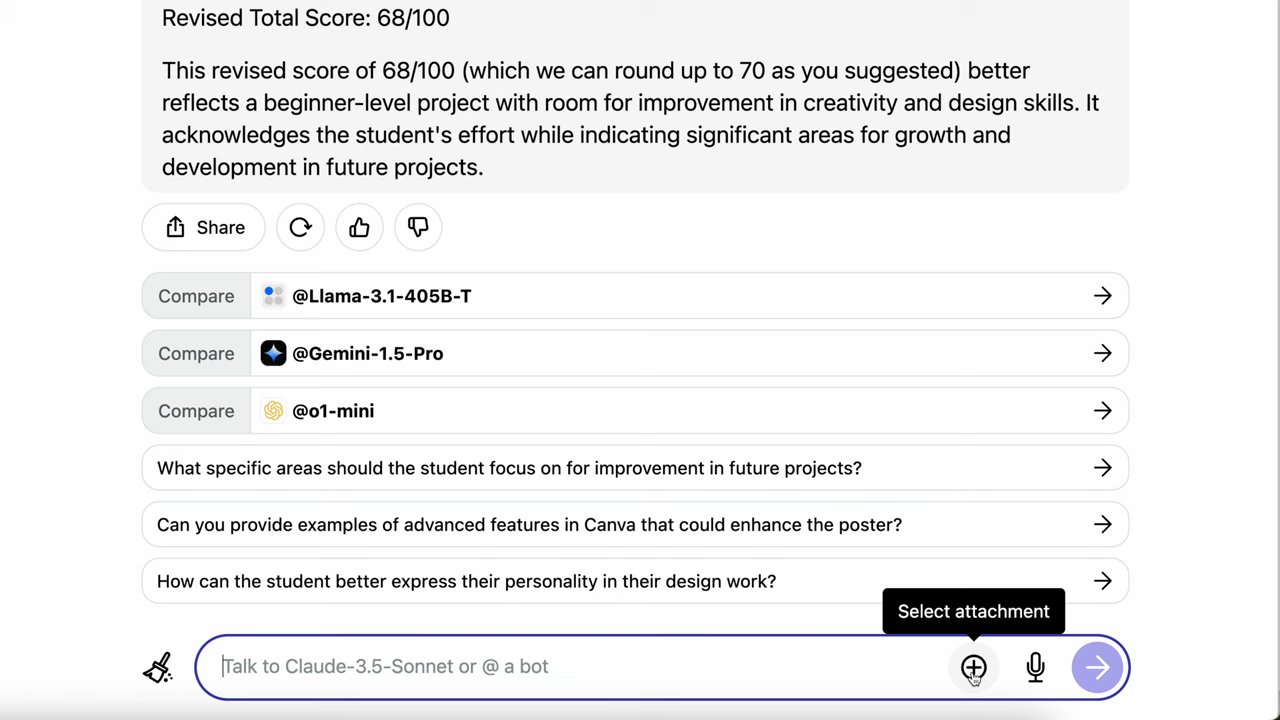 Revised Total Score: 68/100
This revised score of 68/100 (which we can round up to 70 as you suggested) better
reflects a beginner-level project with room for improvement in creativity and design skills. It
acknowledges the student's effort while indicating significant areas for growth and
development in future projects.
Share
Compare @Llama-3.1-405B-T
Compare @Gemini-1.5-Pro
Compare @o1-mini
What specific areas should the student focus on for improvement in future projects?
Can you provide examples of advanced features in Canva that could enhance the poster?
How can the student better express their personality in their design work?
Select attachment
Talk to Claude-3.5-Sonnet or @ a bot